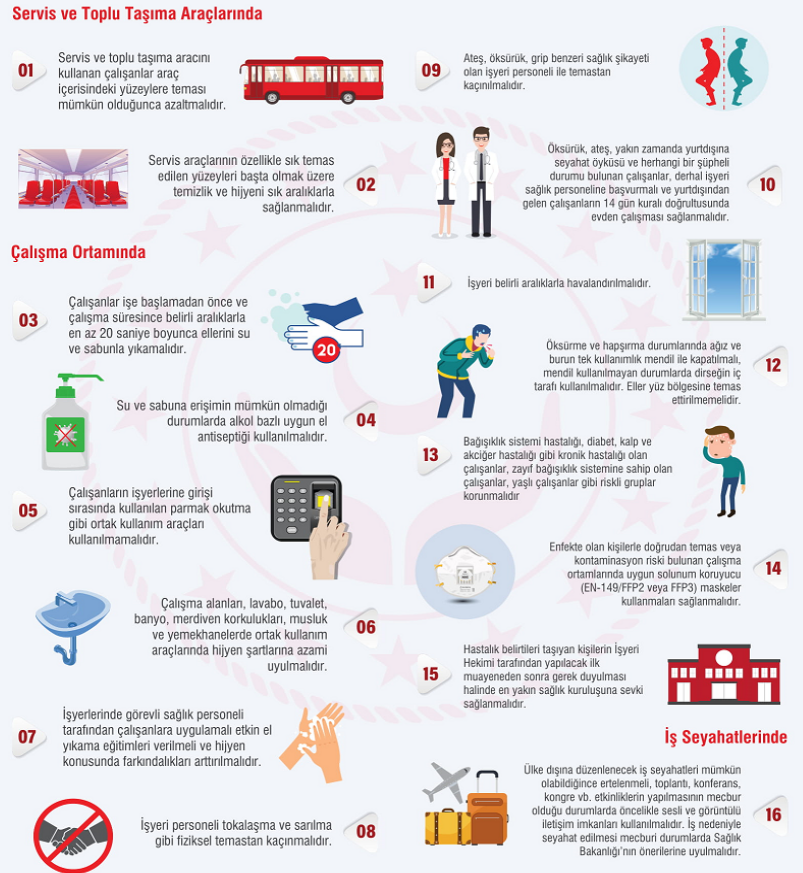 Servis ve Toplu Taşıma Araçlarında
01
Servis ve toplu taşıma aracını
kullanan çalışanlar araç
içerisindeki yüzeylere teması
mümkün olduğunca azaltmalıdır.
Servis araçlarının özellikle sık temas
edilen yüzeyleri başta olmak üzere
temizlik ve hijyeni sık aralıklarla
sağlanmalıdır.
02
Çalışma Ortamında
03
Çalışanlar işe başlamadan önce ve
çalışma süresince belirli aralıklarla
en az 20 saniye boyunca ellerini su
ve sabunla yıkamalıdır.
20
Su ve sabuna erişimin mümkün olmadığı
durumlarda alkol bazlı uygun el
antiseptiği kullanılmalıdır.
04
05
Çalışanların işyerlerine girişi
sırasında kullanılan parmak okutma
gibi ortak kullanım araçları
kullanılmamalıdır.
Çalışma alanları, lavabo, tuvalet,
banyo, merdiven korkulukları, musluk
ve yemekhanelerde ortak kullanım
araçlarında hijyen şartlarına azami
uyulmalıdır.
06
07
İşyerlerinde görevli sağlık personeli
tarafından çalışanlara uygulamalı etkin el
yıkama eğitimleri verilmeli ve hijyen
konusunda farkındalıkları arttırılmalıdır.
İşyeri personeli tokalaşma ve sarılma
gibi fiziksel temastan kaçınmalıdır.
08
09
Ateş, öksürük, grip benzeri sağlık şikayeti
olan işyeri personeli ile temastan
kaçınılmalıdır.
Öksürük, ateş, yakın zamanda yurtdışına
seyahat öyküsü ve herhangi bir şüpheli
durumu bulunan çalışanlar, derhal işyeri
sağlık personeline başvurmalı ve yurtdışından
gelen çalışanların 14 gün kuralı doğrultusunda
evden çalışması sağlanmalıdır.
10
11
İşyeri belirli aralıklarla havalandırılmalıdır.
Öksürme ve hapşırma durumlarında ağız ve
burun tek kullanımlık mendil ile kapatılmalı,
mendil kullanılmayan durumlarda dirseğin iç
tarafı kullanılmalıdır. Eller yüz bölgesine temas
ettirilmemelidir.
12
13
Bağışıklık sistemi hastalığı, diabet, kalp ve
akciğer hastalığı gibi kronik hastalığı olan
çalışanlar, zayıf bağışıklık sistemine sahip olan
çalışanlar, yaşlı çalışanlar gibi riskli gruplar
korunmalıdır
Enfekte olan kişilerle doğrudan temas veya
kontaminasyon riski bulunan çalışma
ortamlarında uygun solunum koruyucu
(EN-149/FFP2 veya FFP3) maskeler
kullanmaları sağlanmalıdır.
14
15
Hastalık belirtileri taşıyan kişilerin İşyeri
Hekimi tarafından yapılacak ilk
muayeneden sonra gerek duyulması
halinde en yakın sağlık kuruluşuna sevki
sağlanmalıdır.
İş Seyahatlerinde
Ülke dışına düzenlenecek iş seyahatleri mümkün
olabildiğince ertelenmeli, toplantı, konferans,
kongre vb. etkinliklerin yapılmasının mecbur
olduğu durumlarda öncelikle sesli ve görüntülü
iletişim imkanları kullanılmalıdır. İş nedeniyle
seyahat edilmesi mecburi durumlarda Sağlık
Bakanlığı'nın önerilerine uyulmalıdır.
16